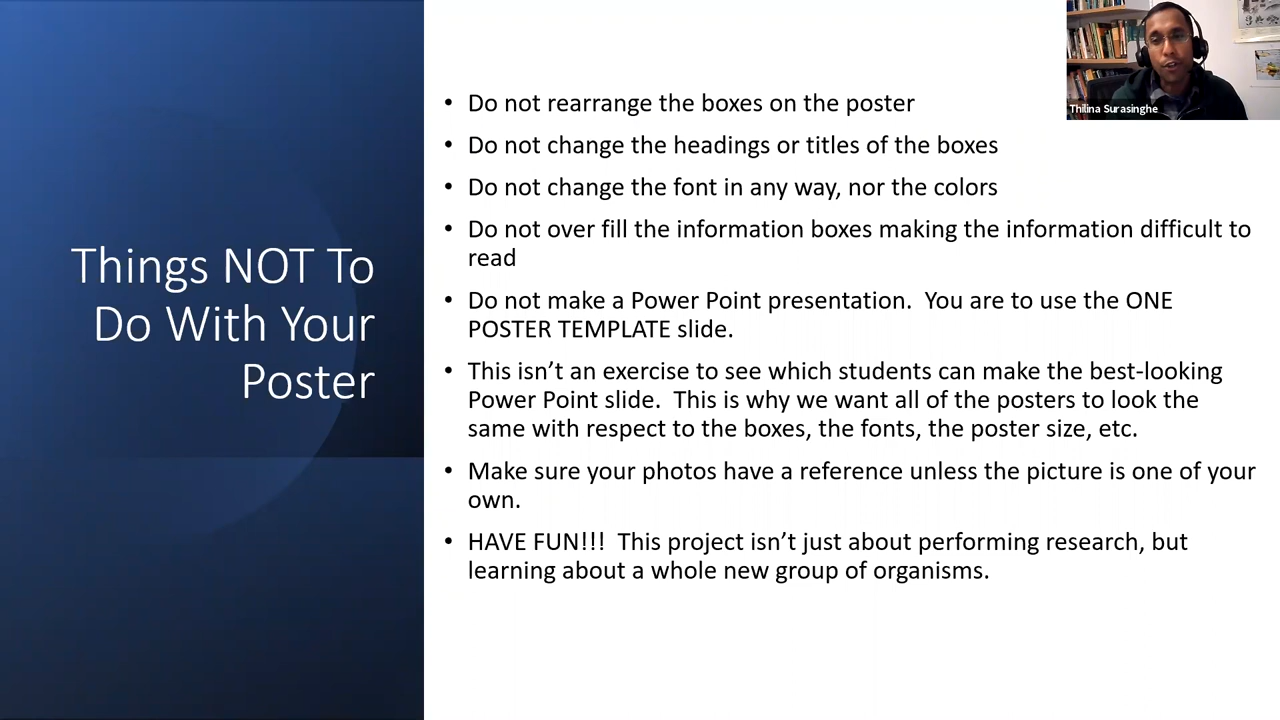 Things NOT To
Do With Your
Poster
• Do not rearrange the boxes on the poster
• Do not change the headings or titles of the boxes
• Do not change the font in any way, nor the colors
• Do not over fill the information boxes making the information difficult to
read
• Do not make a Power Point presentation.  You are to use the ONE
POSTER TEMPLATE slide.
• This isn’t an exercise to see which students can make the best-looking
Power Point slide.  This is why we want all of the posters to look the
same with respect to the boxes, the fonts, the poster size, etc.
• Make sure your photos have a reference unless the picture is one of your
own.
• HAVE FUN!!!  This project isn’t just about performing research, but
learning about a whole new group of organisms.
Thilina Surasinghe